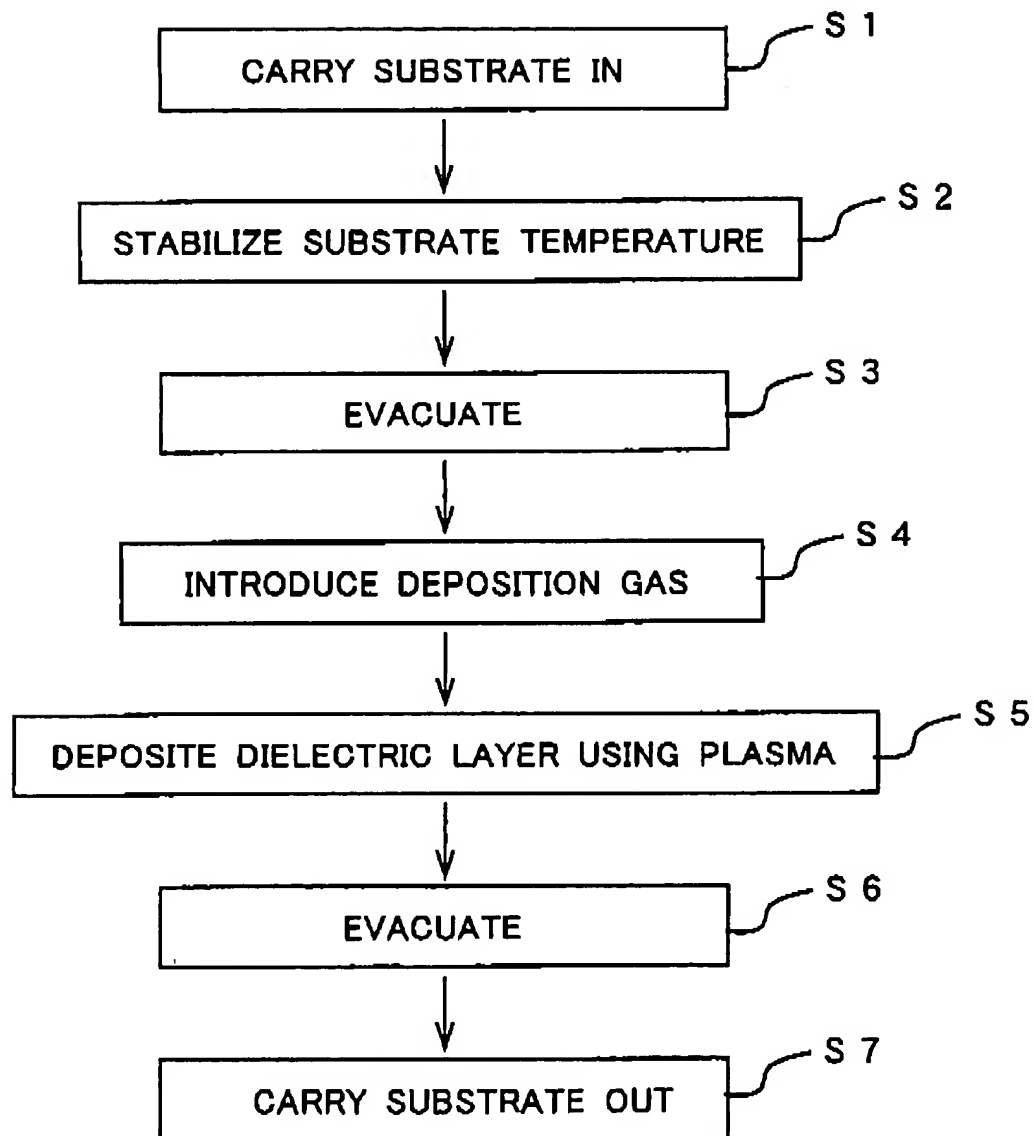 S 1
CARRY SUBSTRATE IN
S 2
STABILIZE SUBSTRATE TEMPERATURE
S 3
EVACUATE
S 4
INTRODUCE DEPOSITION GAS
S 5
DEPOSITE DIELECTRIC LAYER USING PLASMA
S 6
EVACUATE
S 7
CARRY SUBSTRATE OUT